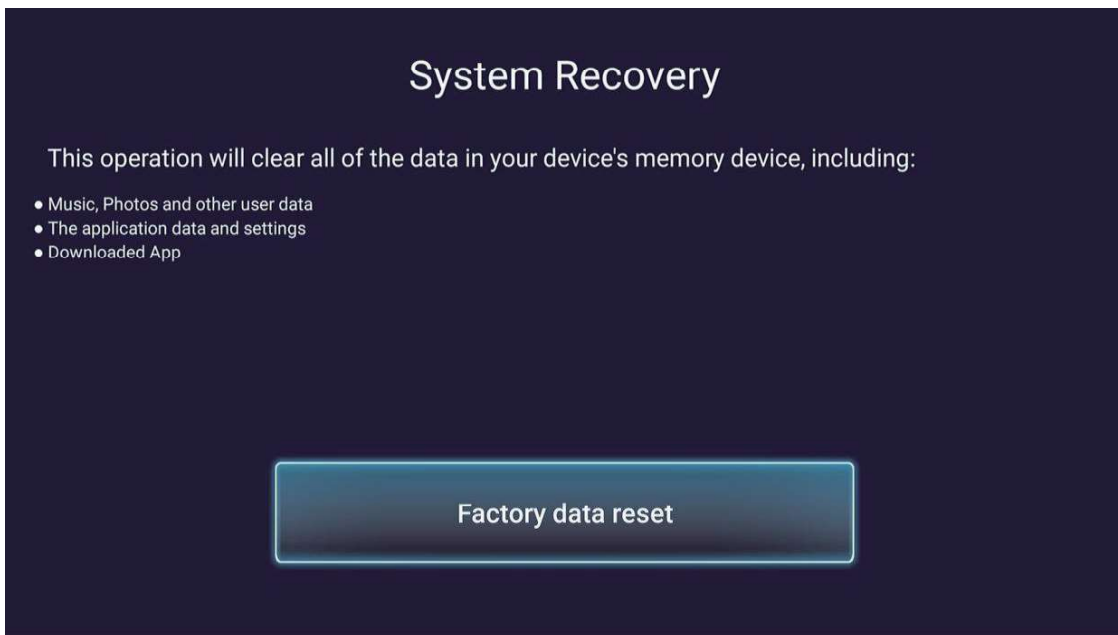 System Recovery
This operation will clear all of the data in your device's memory device, including:
● Music, Photos and other user data
● The application data and settings
● Downloaded App
Factory data reset